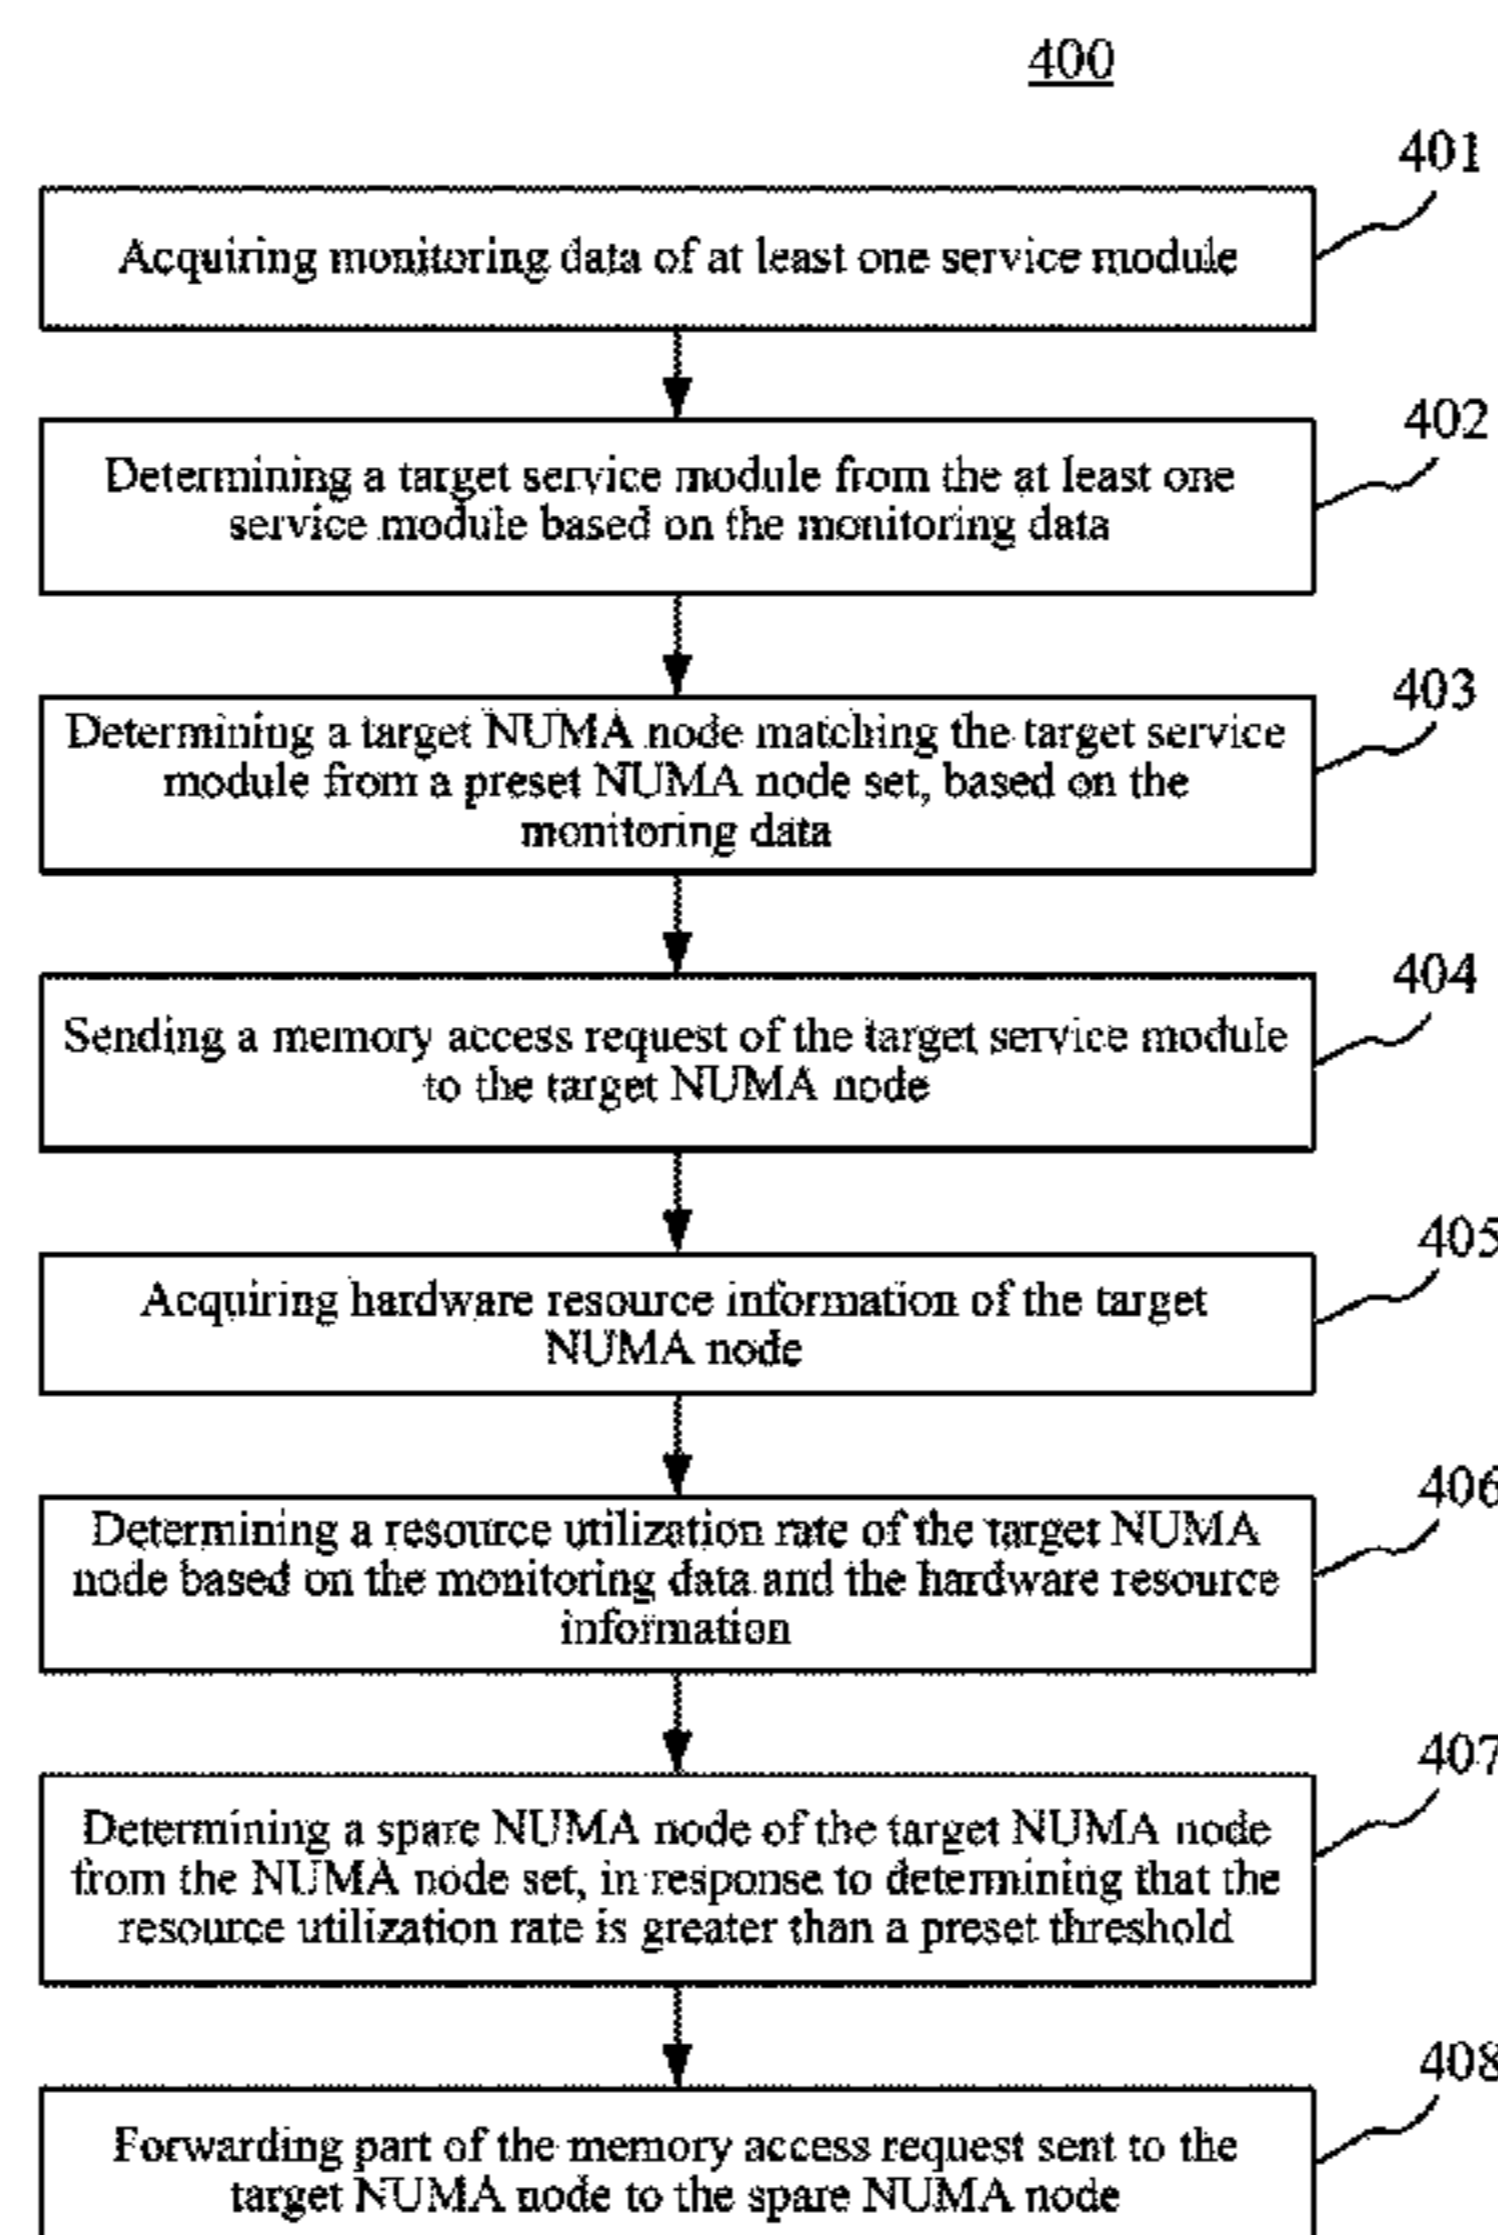 400
401
Acquiring monitoring data of at least one service module
402
Determining a target service module from the at least one
service module based on the monitoring data
403
Determining a target NUMA node matching the target service
module from a preset NUMA node set, based on the
monitoring data
404
Sending a memory access request of the target service module
to the target NUMA node
405
Acquiring hardware resource information of the target
NUMA node
406
Determining a resource utilization rate of the target NUMA
node based on the monitoring data and the hardware resource
information
407
Determining a spare NUMA node of the target NUMA node
from the NUMA node set, in response to determining that the
resource utilization rate is greater than a preset threshold
408
Forwarding part of the memory access request sent to the
target NUMA node to the spare NUMA node